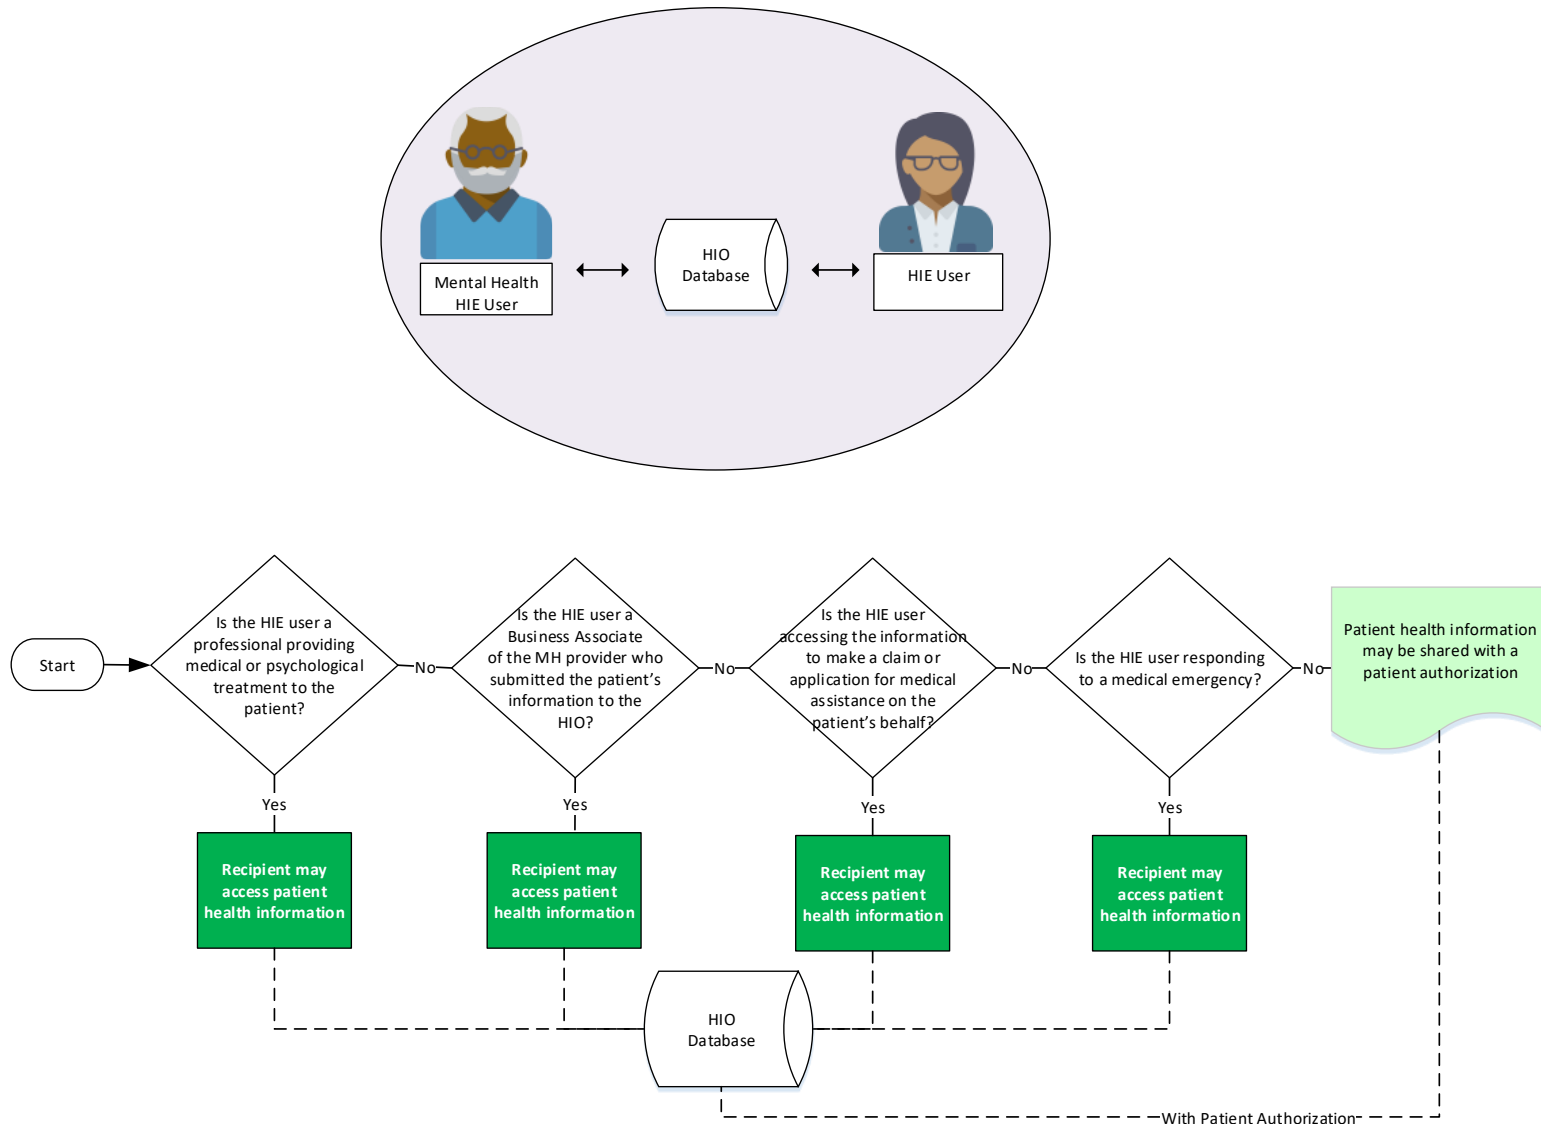 Mental Health
HIE User
HIO
Database
HIE User
Start
Is the HIE user a
professional providing
medical or psychological
treatment to the
patient?
No
Is the HIE user a
Business Associate
of the MH provider who
submitted the patient's
information to the
HIO?
No
Is the HIE user
accessing the information
to make a claim or
application for medical
assistance on the
patient's behalf?
No
Is the HIE user responding
to a medical emergency?
No
Patient health information
may be shared with a
patient authorization
Yes
Yes
Yes
Yes
Recipient may
access patient
health information
Recipient may
access patient
health information
Recipient may
access patient
health information
Recipient may
access patient
health information
HIO
Database
With Patient Authorization